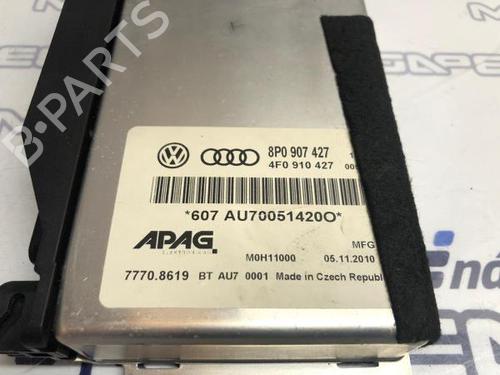 B-PARTS
8P0 907 427
4F0 910 427
*607 AU70051420O*
APAG
M0H11000
MFG
05.11.2010
7770.8619 BT AU7 0001 Made in Czech Republi